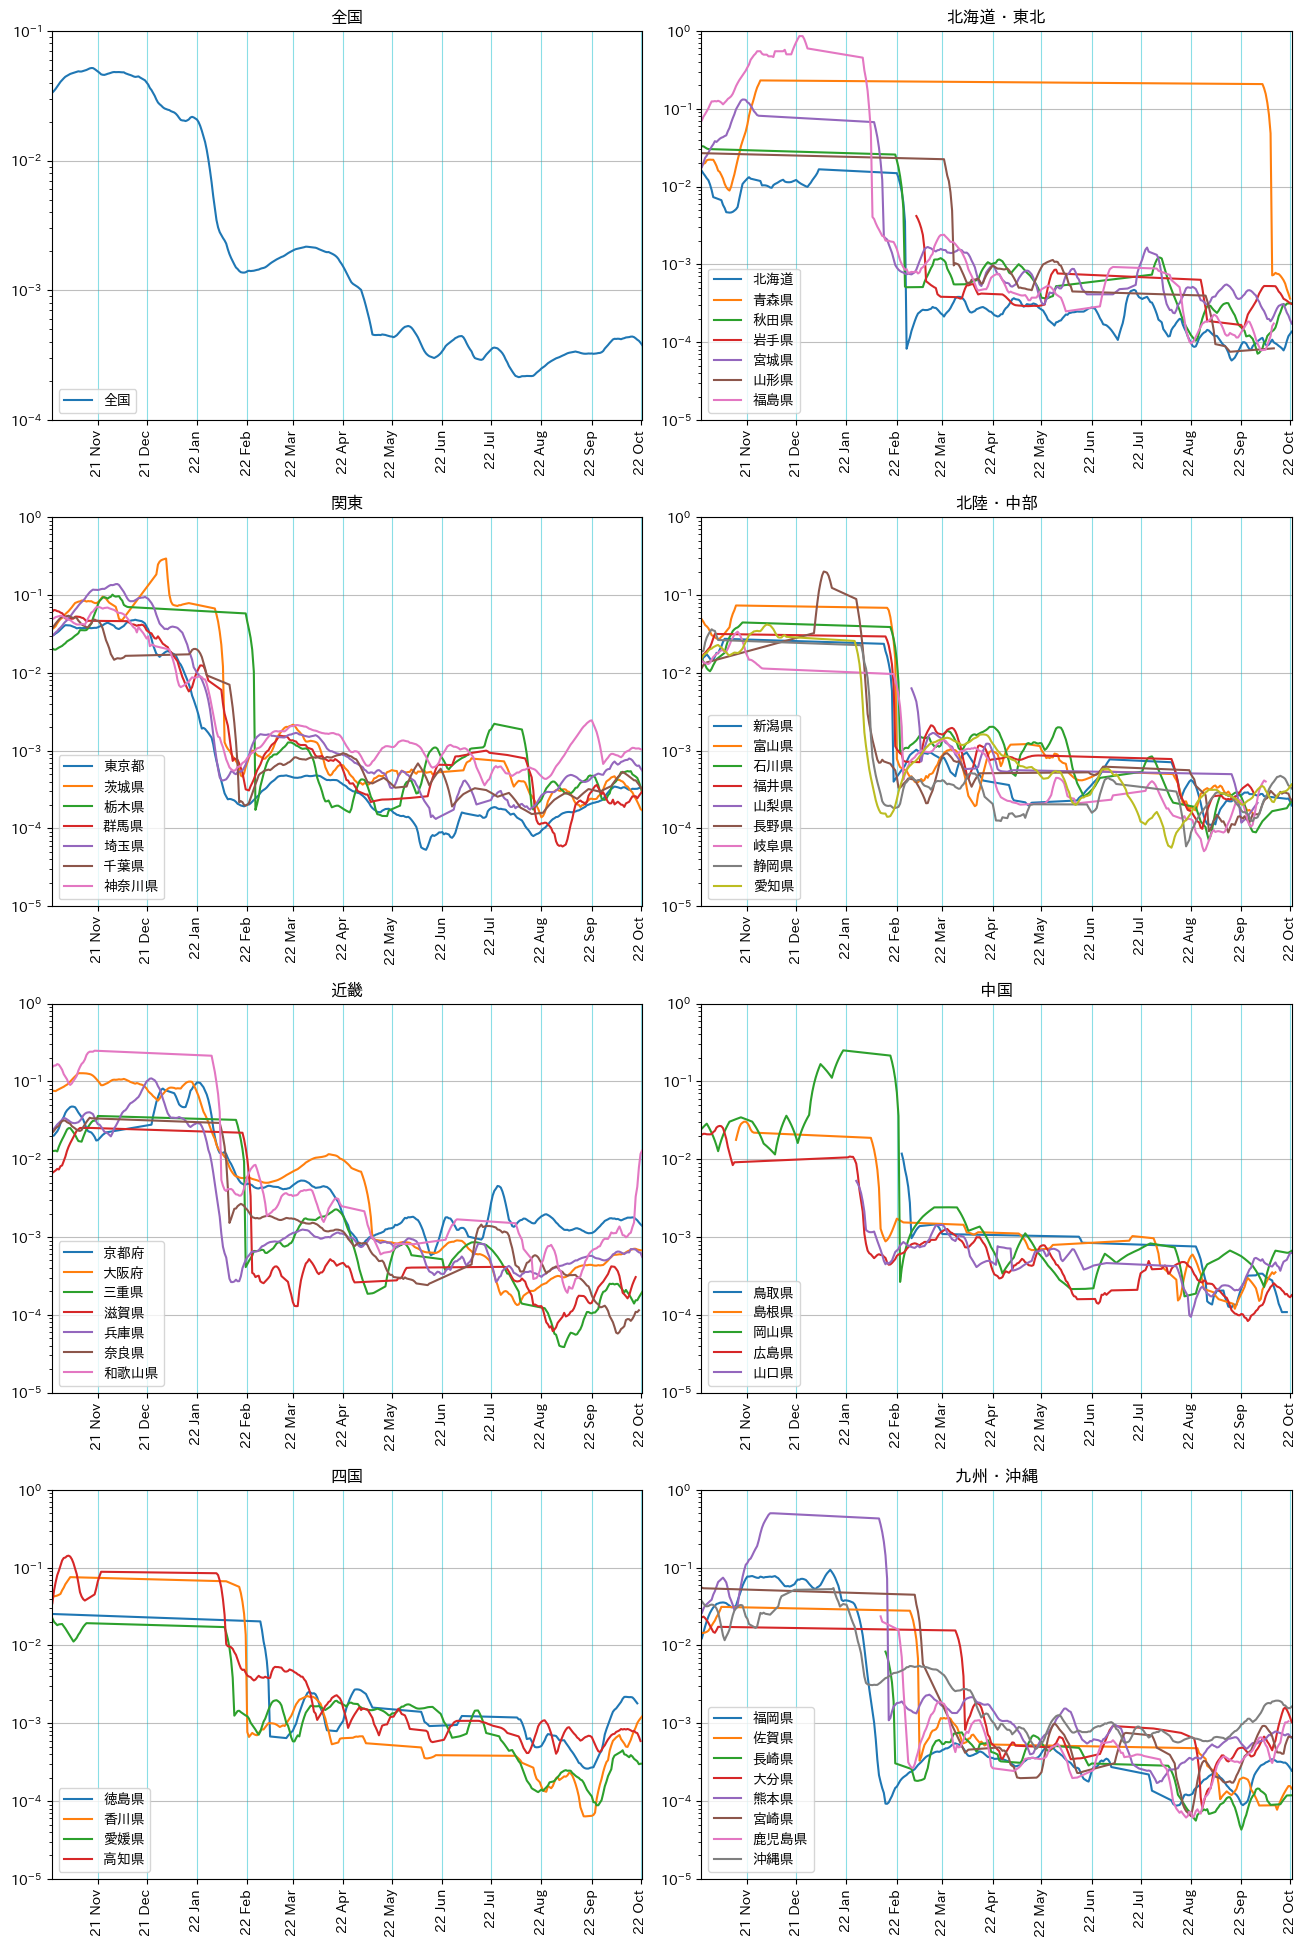 全国
10⁻¹
10⁻²
10⁻³
10⁻⁴
全国
21 Nov
21 Dec
22 Jan
22 Feb
22 Mar
22 Apr
22 May
22 Jun
22 Jul
22 Aug
22 Sep
22 Oct
北海道・東北
10⁰
10⁻¹
10⁻²
10⁻³
10⁻⁴
10⁻⁵
北海道
青森県
秋田県
岩手県
宮城県
山形県
福島県
21 Nov
21 Dec
22 Jan
22 Feb
22 Mar
22 Apr
22 May
22 Jun
22 Jul
22 Aug
22 Sep
22 Oct
関東
10⁰
10⁻¹
10⁻²
10⁻³
10⁻⁴
10⁻⁵
東京都
茨城県
栃木県
群馬県
埼玉県
千葉県
神奈川県
21 Nov
21 Dec
22 Jan
22 Feb
22 Mar
22 Apr
22 May
22 Jun
22 Jul
22 Aug
22 Sep
22 Oct
北陸・中部
10⁰
10⁻¹
10⁻²
10⁻³
10⁻⁴
10⁻⁵
新潟県
富山県
石川県
福井県
山梨県
長野県
岐阜県
静岡県
愛知県
21 Nov
21 Dec
22 Jan
22 Feb
22 Mar
22 Apr
22 May
22 Jun
22 Jul
22 Aug
22 Sep
22 Oct
近畿
10⁰
10⁻¹
10⁻²
10⁻³
10⁻⁴
10⁻⁵
京都府
大阪府
三重県
滋賀県
兵庫県
奈良県
和歌山県
21 Nov
21 Dec
22 Jan
22 Feb
22 Mar
22 Apr
22 May
22 Jun
22 Jul
22 Aug
22 Sep
22 Oct
中国
10⁰
10⁻¹
10⁻²
10⁻³
10⁻⁴
10⁻⁵
鳥取県
島根県
岡山県
広島県
山口県
21 Nov
21 Dec
22 Jan
22 Feb
22 Mar
22 Apr
22 May
22 Jun
22 Jul
22 Aug
22 Sep
22 Oct
四国
10⁰
10⁻¹
10⁻²
10⁻³
10⁻⁴
10⁻⁵
徳島県
香川県
愛媛県
高知県
21 Nov
21 Dec
22 Jan
22 Feb
22 Mar
22 Apr
22 May
22 Jun
22 Jul
22 Aug
22 Sep
22 Oct
九州・沖縄
10⁰
10⁻¹
10⁻²
10⁻³
10⁻⁴
10⁻⁵
福岡県
佐賀県
長崎県
大分県
熊本県
宮崎県
鹿児島県
沖縄県
21 Nov
21 Dec
22 Jan
22 Feb
22 Mar
22 Apr
22 May
22 Jun
22 Jul
22 Aug
22 Sep
22 Oct